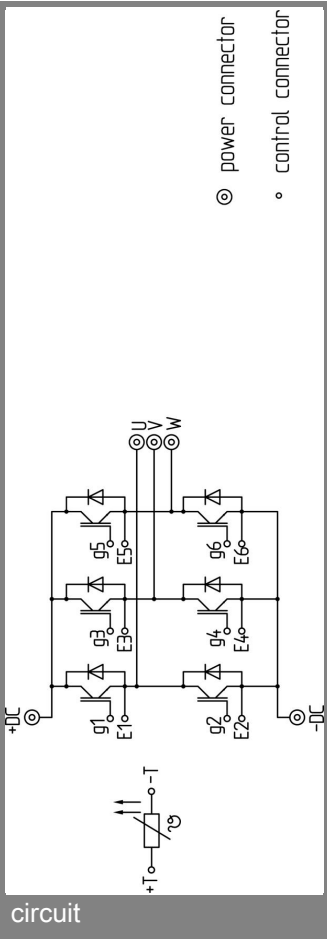 power connector
control connector
U
V
W
g5
E5
g6
E6
g3
E3
g4
E4
g1
E1
g2
E2
+DC
-DC
-T
+T
circuit